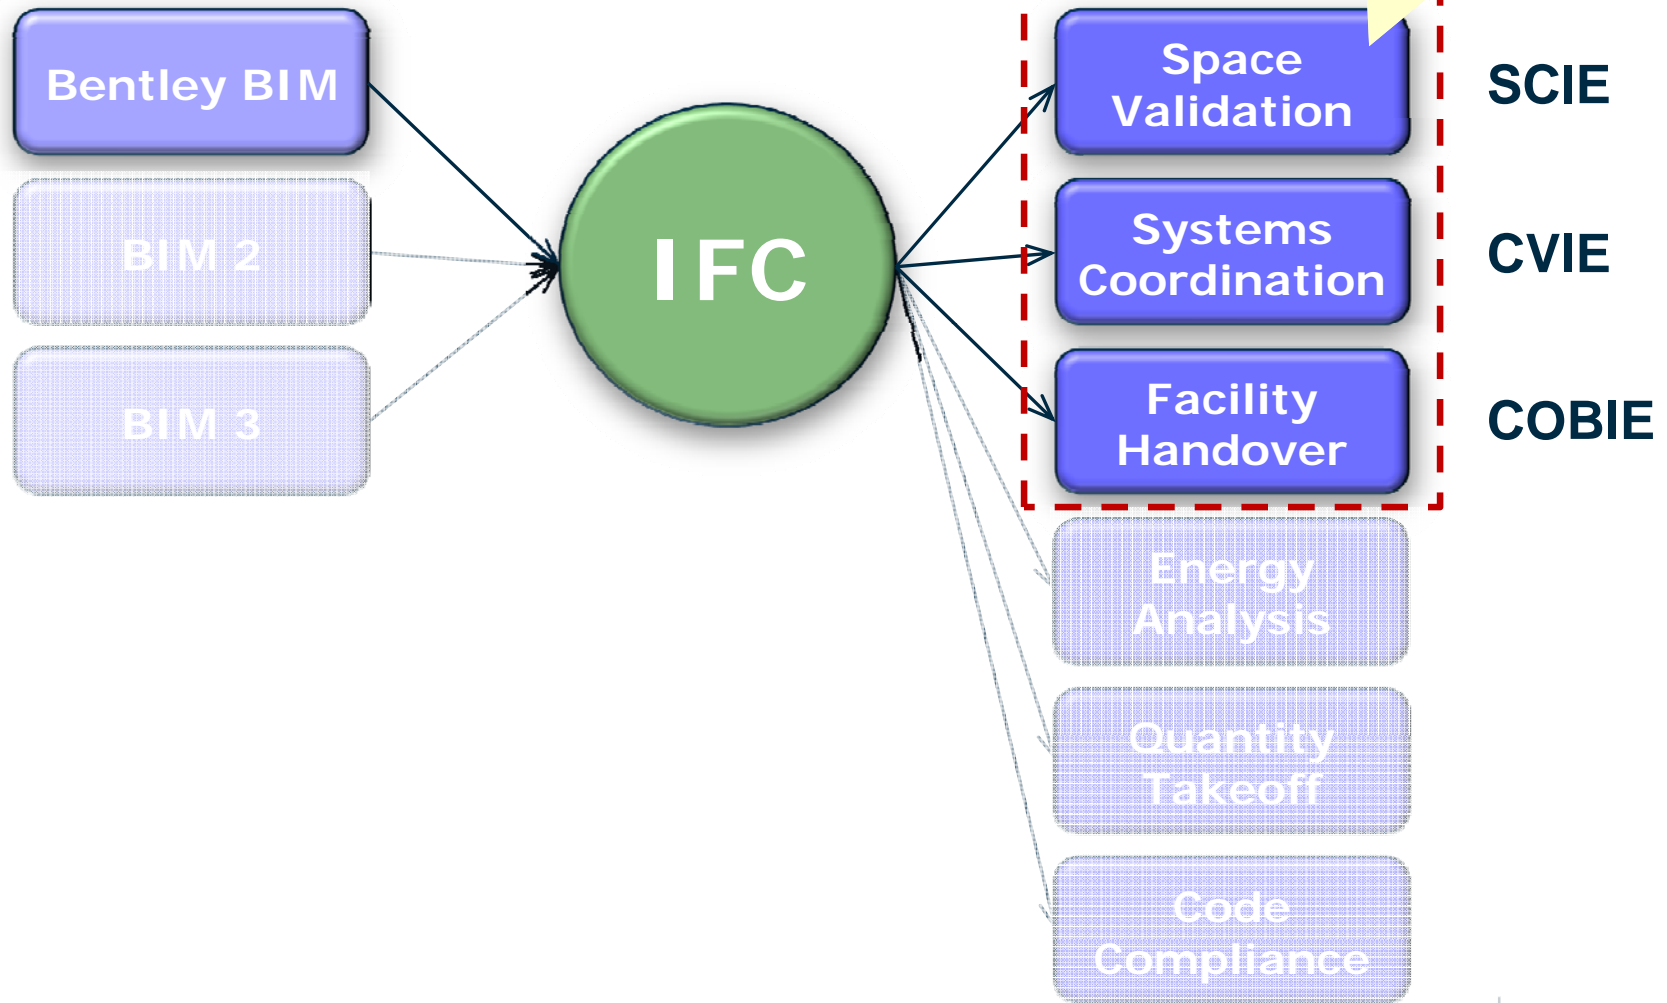 Bentley BIM
BIM 2
BIM 3
IFC
Space
Validation
SCIE
Systems
Coordination
CVIE
Facility
Handover
COBIE
Energy
Analysis
Quantity
Takeoff
Code
Compliance